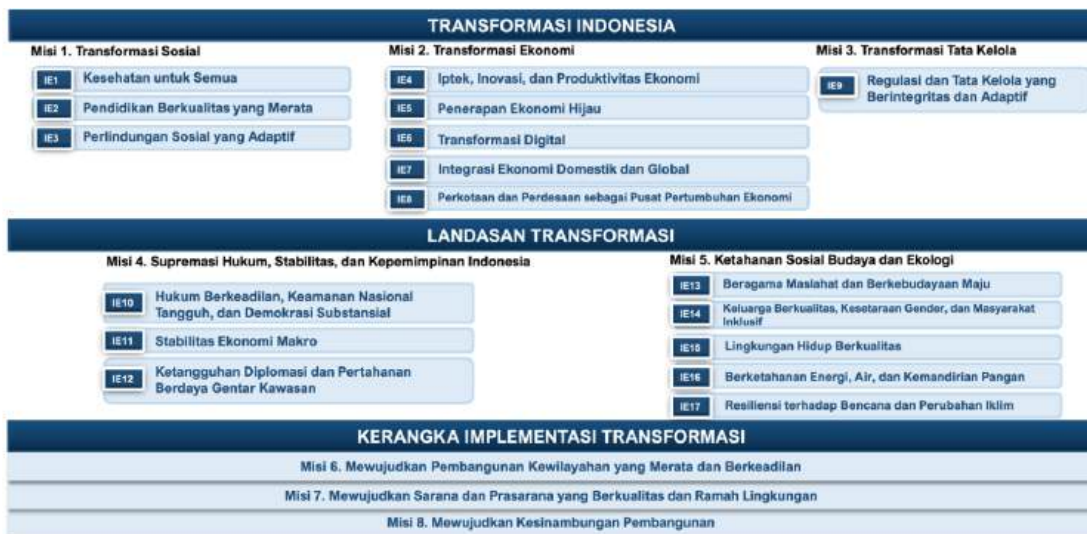 TRANSFORMASI INDONESIA
Misi 1. Transformasi Sosial
IE1 Kesehatan untuk Semua
IE2 Pendidikan Berkualitas yang Merata
IE3 Perlindungan Sosial yang Adaptif
Misi 2. Transformasi Ekonomi
IE4 Iptek, Inovasi, dan Produktivitas Ekonomi
IE5 Penerapan Ekonomi Hijau
IE6 Transformasi Digital
IE7 Integrasi Ekonomi Domestik dan Global
IE8 Perkotaan dan Perdesaan sebagai Pusat Pertumbuhan Ekonomi
Misi 3. Transformasi Tata Kelola
IE9 Regulasi dan Tata Kelola yang
Berintegritas dan Adaptif
LANDASAN TRANSFORMASI
Misi 4. Supremasi Hukum, Stabilitas, dan Kepemimpinan Indonesia
IE10 Hukum Berkeadilan, Keamanan Nasional
Tangguh, dan Demokrasi Substansial
IE11 Stabilitas Ekonomi Makro
IE12 Ketangguhan Diplomasi dan Pertahanan
Berdaya Gentar Kawasan
Misi 5. Ketahanan Sosial Budaya dan Ekologi
IE13 Beragama Maslahat dan Berkebudayaan Maju
IE14 Keluarga Berkualitas, Kesetaraan Gender, dan Masyarakat
Inklusif
Lingkungan Hidup Berkualitas
IE16 Berketahanan Energi, Air, dan Kemandirian Pangan
IE17 Resiliensi terhadap Bencana dan Perubahan Iklim
KERANGKA IMPLEMENTASI TRANSFORMASI
Misi 6. Mewujudkan Pembangunan Kewilayahan yang Merata dan Berkeadilan
Misi 7. Mewujudkan Sarana dan Prasarana yang Berkualitas dan Ramah Lingkungan
Misi 8. Mewujudkan Kesinambungan Pembangunan